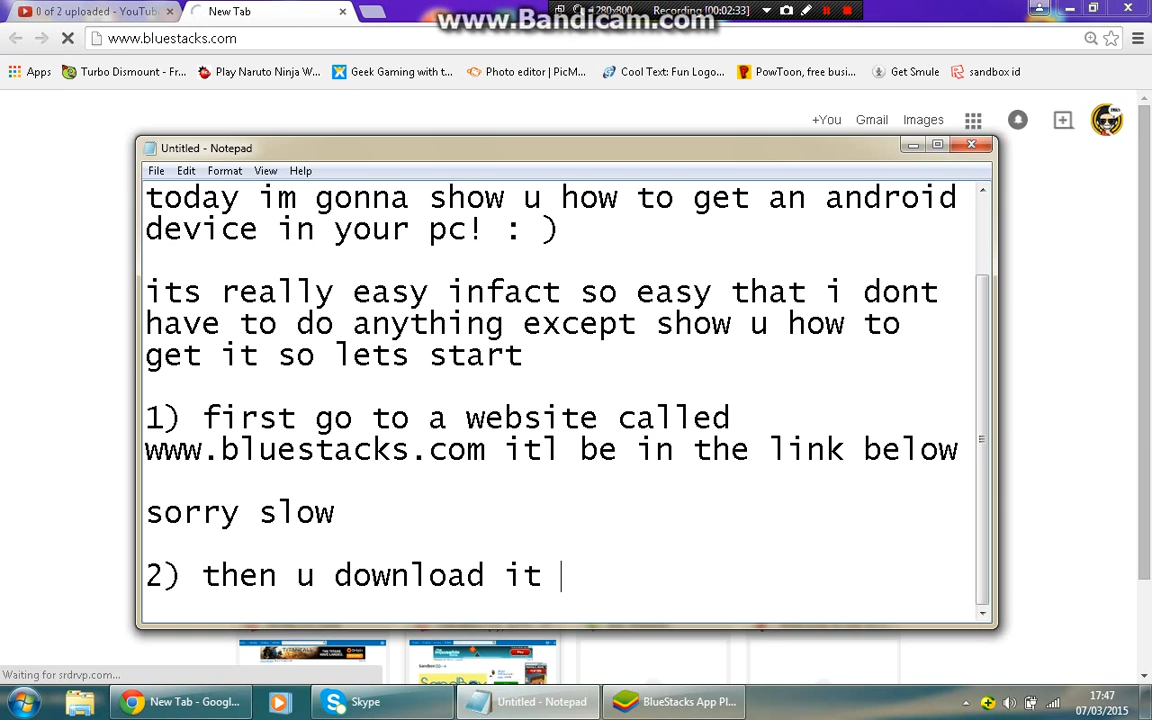 0 of 2 uploaded - YouTub
New Tab
1280x800
Recording [00:02:33]
www.Bandicam.com
www.bluestacks.com
Apps
Turbo Dismount - Fr...
Play Naruto Ninja W...
Geek Gaming with t...
Photo editor | PicM...
Cool Text: Fun Logo...
PowToon, free busi...
Get Smule
sandbox id
+You
Gmail
Images
Untitled - Notepad
File Edit Format View Help
today im gonna show u how to get an android
device in your pc! : )
its really easy infact so easy that i dont
have to do anything except show u how to
get it so lets start
1) first go to a website called
www.bluestacks.com itl be in the link below
sorry slow
2) then u download it
Waiting for srdrvp.com...
New Tab - Googl...
Skype
Untitled - Notepad
BlueStacks App Pl...
17:47
07/03/2015